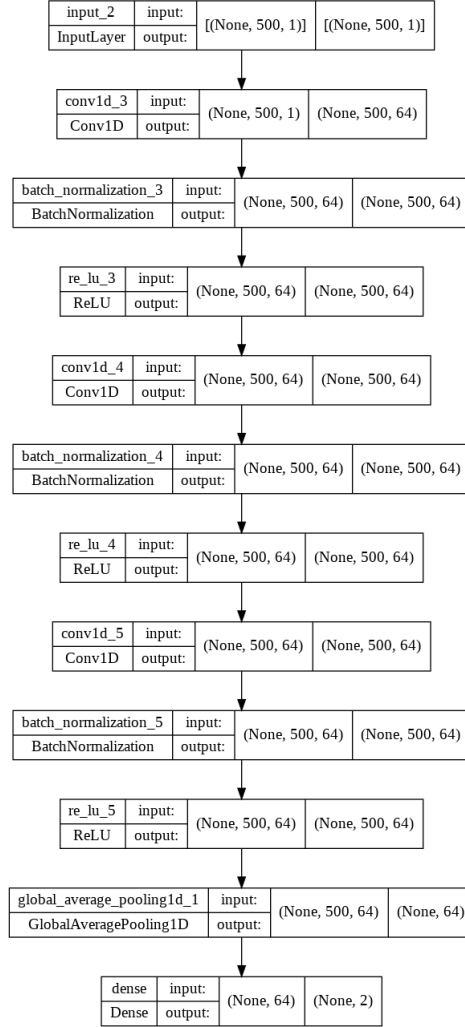 input_2 input: [(None, 500, 1)] [(None, 500, 1)]
InputLayer output:
conv1d_3 input: (None, 500, 1) (None, 500, 64)
Conv1D output:
batch_normalization_3 input: (None, 500, 64) (None, 500, 64)
BatchNormalization output:
re_lu_3 input: (None, 500, 64) (None, 500, 64)
ReLU output:
conv1d_4 input: (None, 500, 64) (None, 500, 64)
Conv1D output:
batch_normalization_4 input: (None, 500, 64) (None, 500, 64)
BatchNormalization output:
re_lu_4 input: (None, 500, 64) (None, 500, 64)
ReLU output:
conv1d_5 input: (None, 500, 64) (None, 500, 64)
Conv1D output:
batch_normalization_5 input: (None, 500, 64) (None, 500, 64)
BatchNormalization output:
re_lu_5 input: (None, 500, 64) (None, 500, 64)
ReLU output:
global_average_pooling1d_1 input: (None, 500, 64) (None, 64)
GlobalAveragePooling1D output:
dense input: (None, 64) (None, 2)
Dense output: